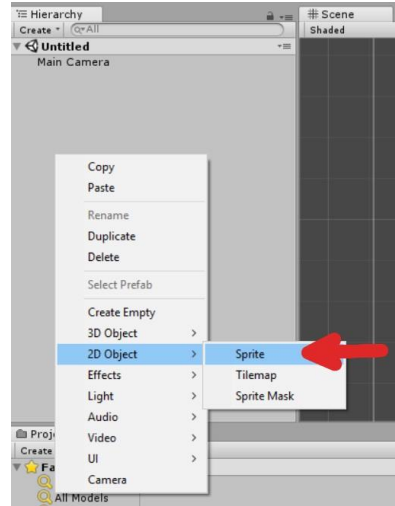 Hierarchy
# Scene
Create
All
Shaded
Untitled
Main Camera
Copy
Paste
Rename
Duplicate
Delete
Select Prefab
Create Empty
3D Object >
2D Object >
Sprite
Effects >
Tilemap
Light >
Sprite Mask
Audio >
Video >
UI >
Camera
Proj
Create
Fa
All Models